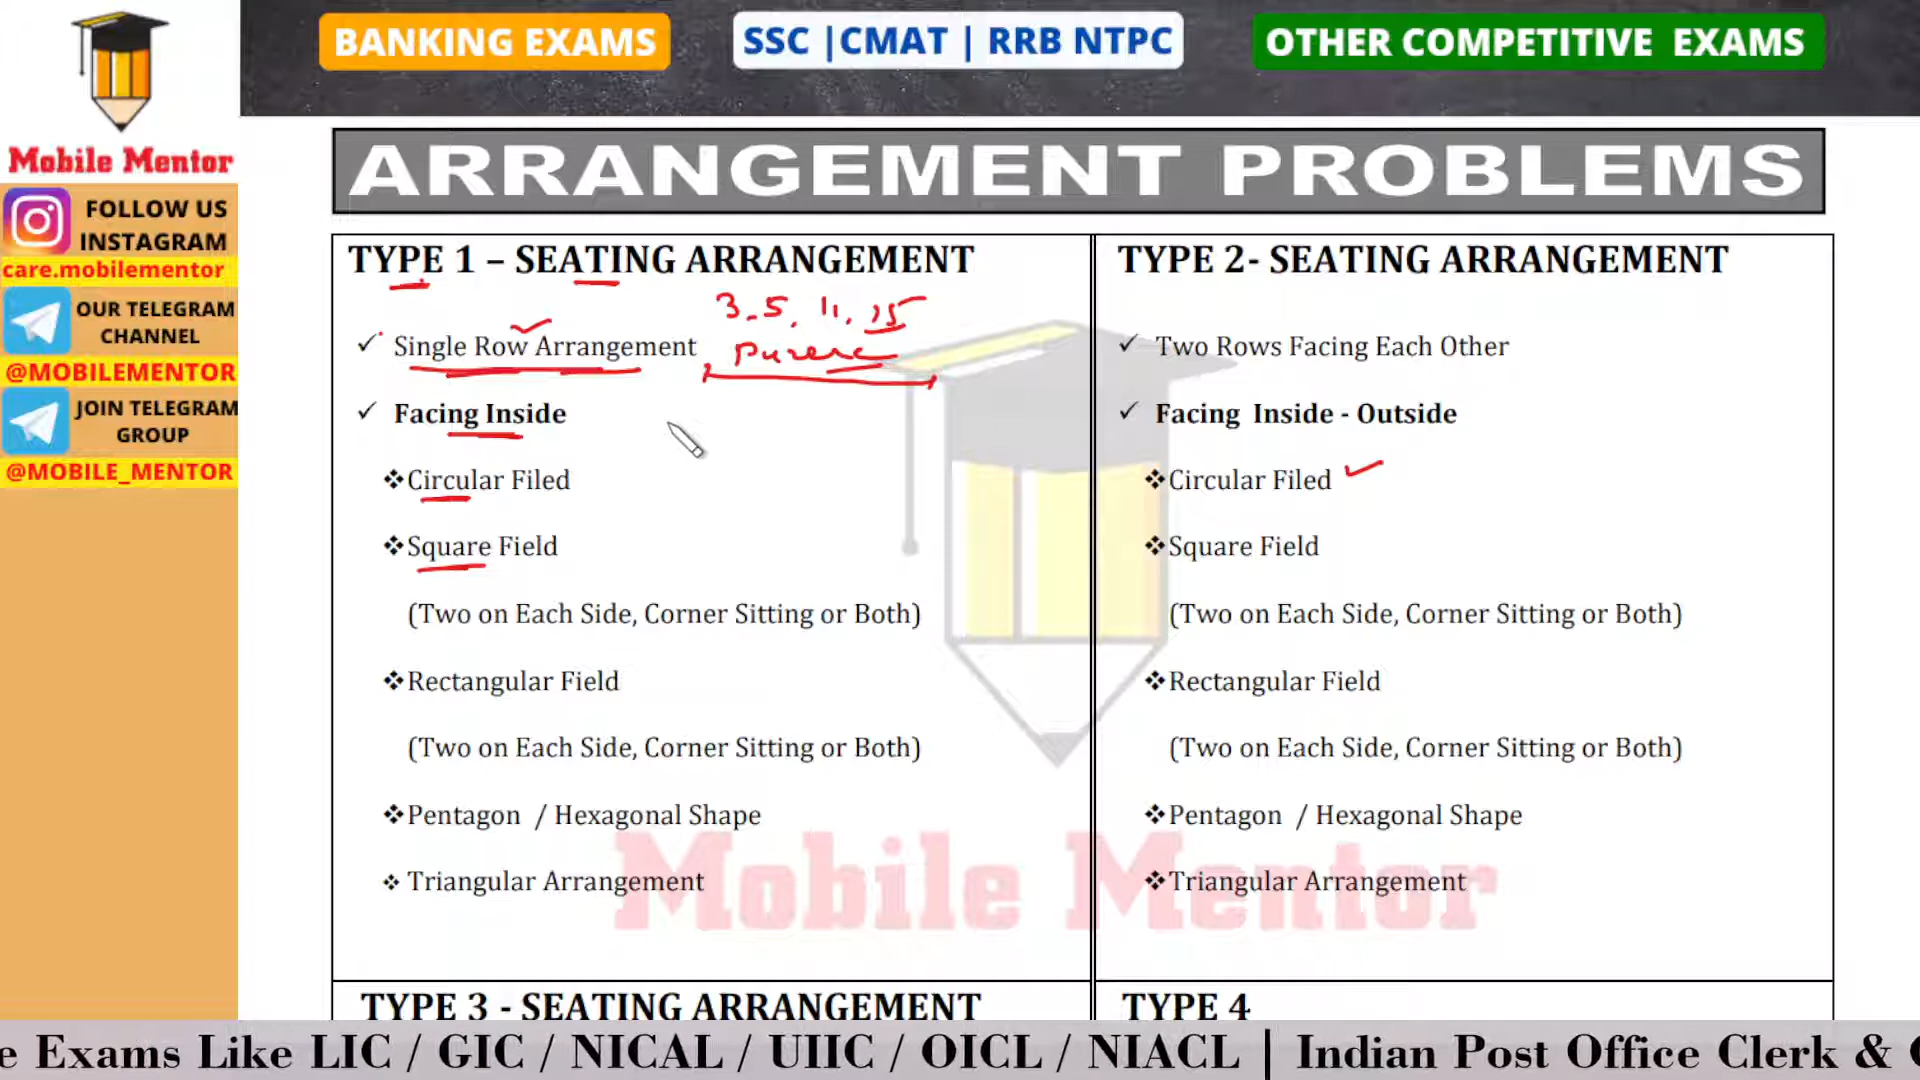 BANKING EXAMS
SSC |CMAT | RRB NTPC
OTHER COMPETITIVE EXAMS
Mobile Mentor
FOLLOW US
INSTAGRAM
care.mobilementor
OUR TELEGRAM
CHANNEL
@MOBILEMENTOR
JOIN TELEGRAM
GROUP
@MOBILE_MENTOR
ARRANGEMENT PROBLEMS
TYPE 1 – SEATING ARRANGEMENT
3, 5, 11, 15
✓ Single Row Arrangement
✓ Facing Inside
❖Circular Filed
❖Square Field
(Two on Each Side, Corner Sitting or Both)
❖Rectangular Field
(Two on Each Side, Corner Sitting or Both)
❖Pentagon / Hexagonal Shape
❖ Triangular Arrangement
TYPE 2- SEATING ARRANGEMENT
✓ Two Rows Facing Each Other
✓ Facing Inside - Outside
❖Circular Filed
❖Square Field
(Two on Each Side, Corner Sitting or Both)
❖Rectangular Field
(Two on Each Side, Corner Sitting or Both)
❖Pentagon / Hexagonal Shape
❖Triangular Arrangement
Mobile Mentor
TYPE 3 - SEATING ARRANGEMENT
TYPE 4
e Exams Like LIC / GIC / NICAL / UIIC / OICL / NIACL | Indian Post Office Clerk &